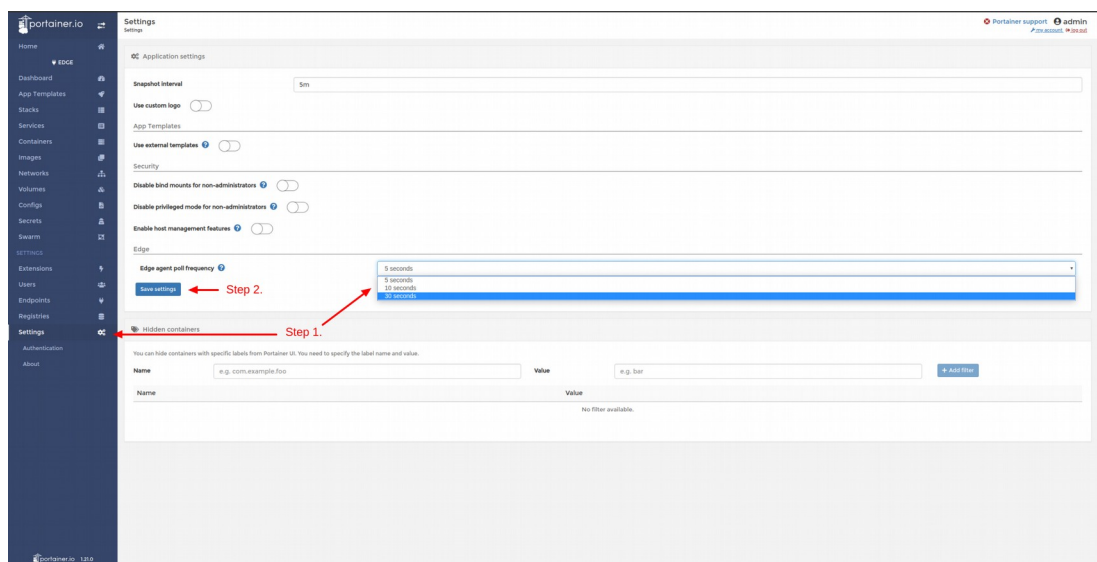 portainer.io
Settings
Settings
Portainer support admin
my account log out
Home
EDGE
Dashboard
App Templates
Stacks
Services
Containers
Images
Networks
Volumes
Configs
Secrets
Swarm
SETTINGS
Extensions
Users
Endpoints
Registries
Settings
Authentication
About
portainer.io 1.21.0
Application settings
Snapshot interval 5m
Use custom logo
App Templates
Use external templates
Security
Disable bind mounts for non-administrators
Disable privileged mode for non-administrators
Enable host management features
Edge
Edge agent poll frequency 5 seconds
5 seconds
10 seconds
30 seconds
Save settings Step 2.
Step 1.
Hidden containers
You can hide containers with specific labels from Portainer UI. You need to specify the label name and value.
Name e.g. com.example.foo Value e.g. bar + Add filter
Name Value
No filter available.